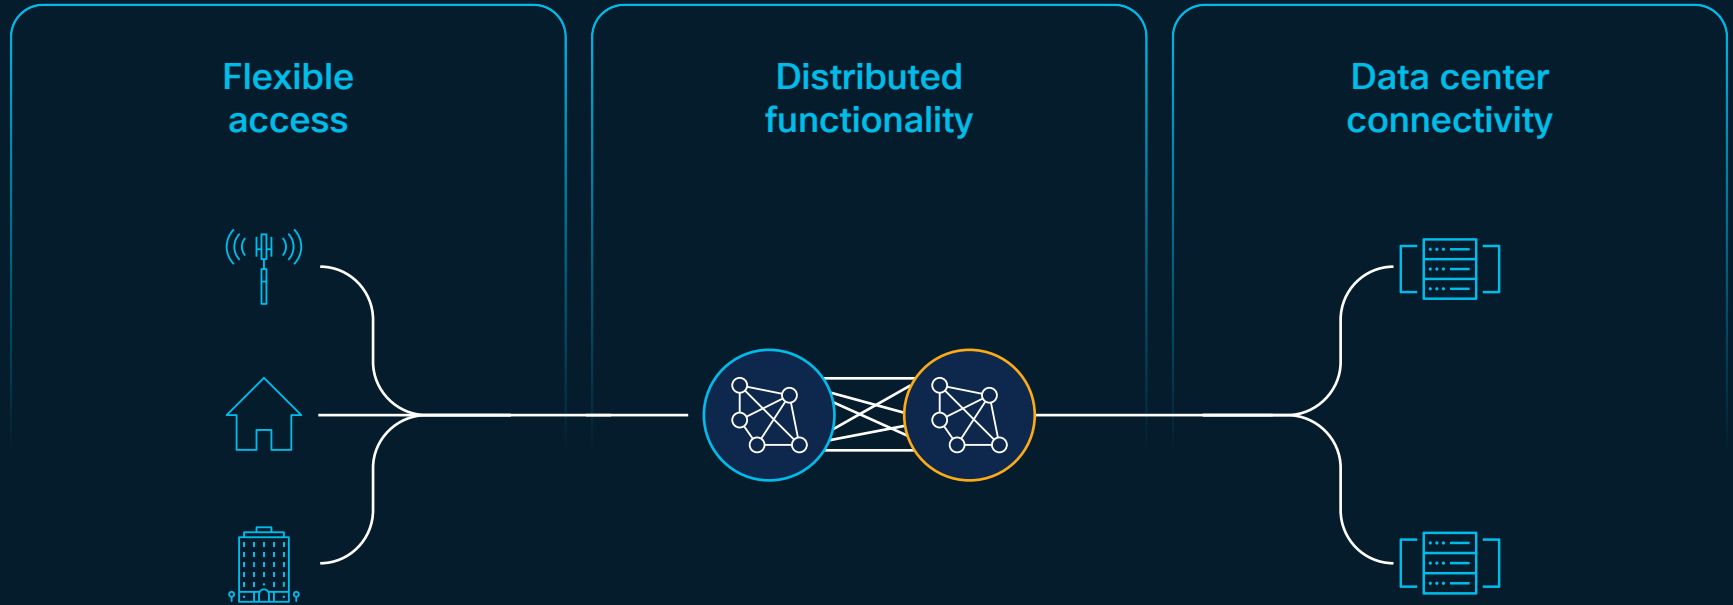 Flexible
access
Distributed
functionality
Data center
connectivity